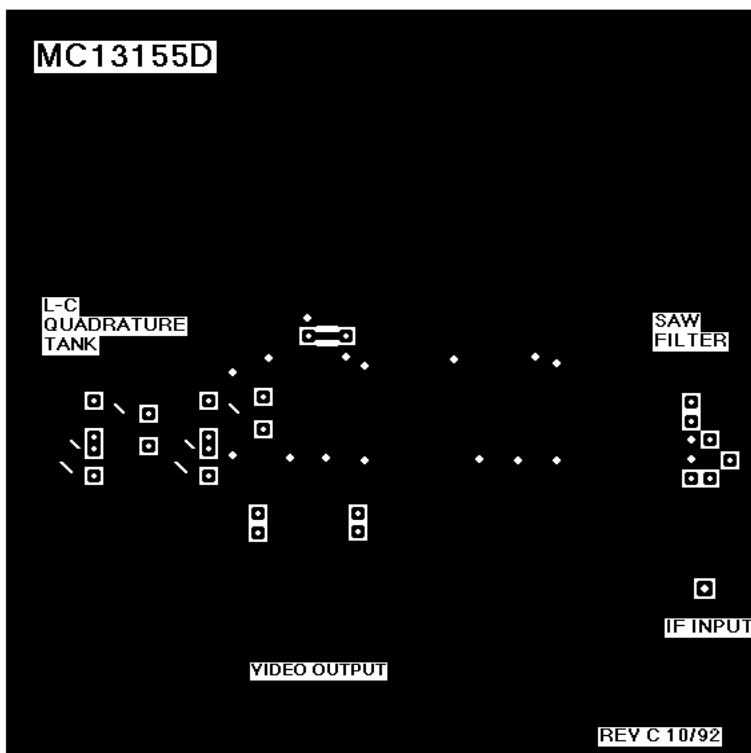 MC13155D
L-C
QUADRATURE
TANK
SAW
FILTER
IF INPUT
VIDEO OUTPUT
REV C 10/92